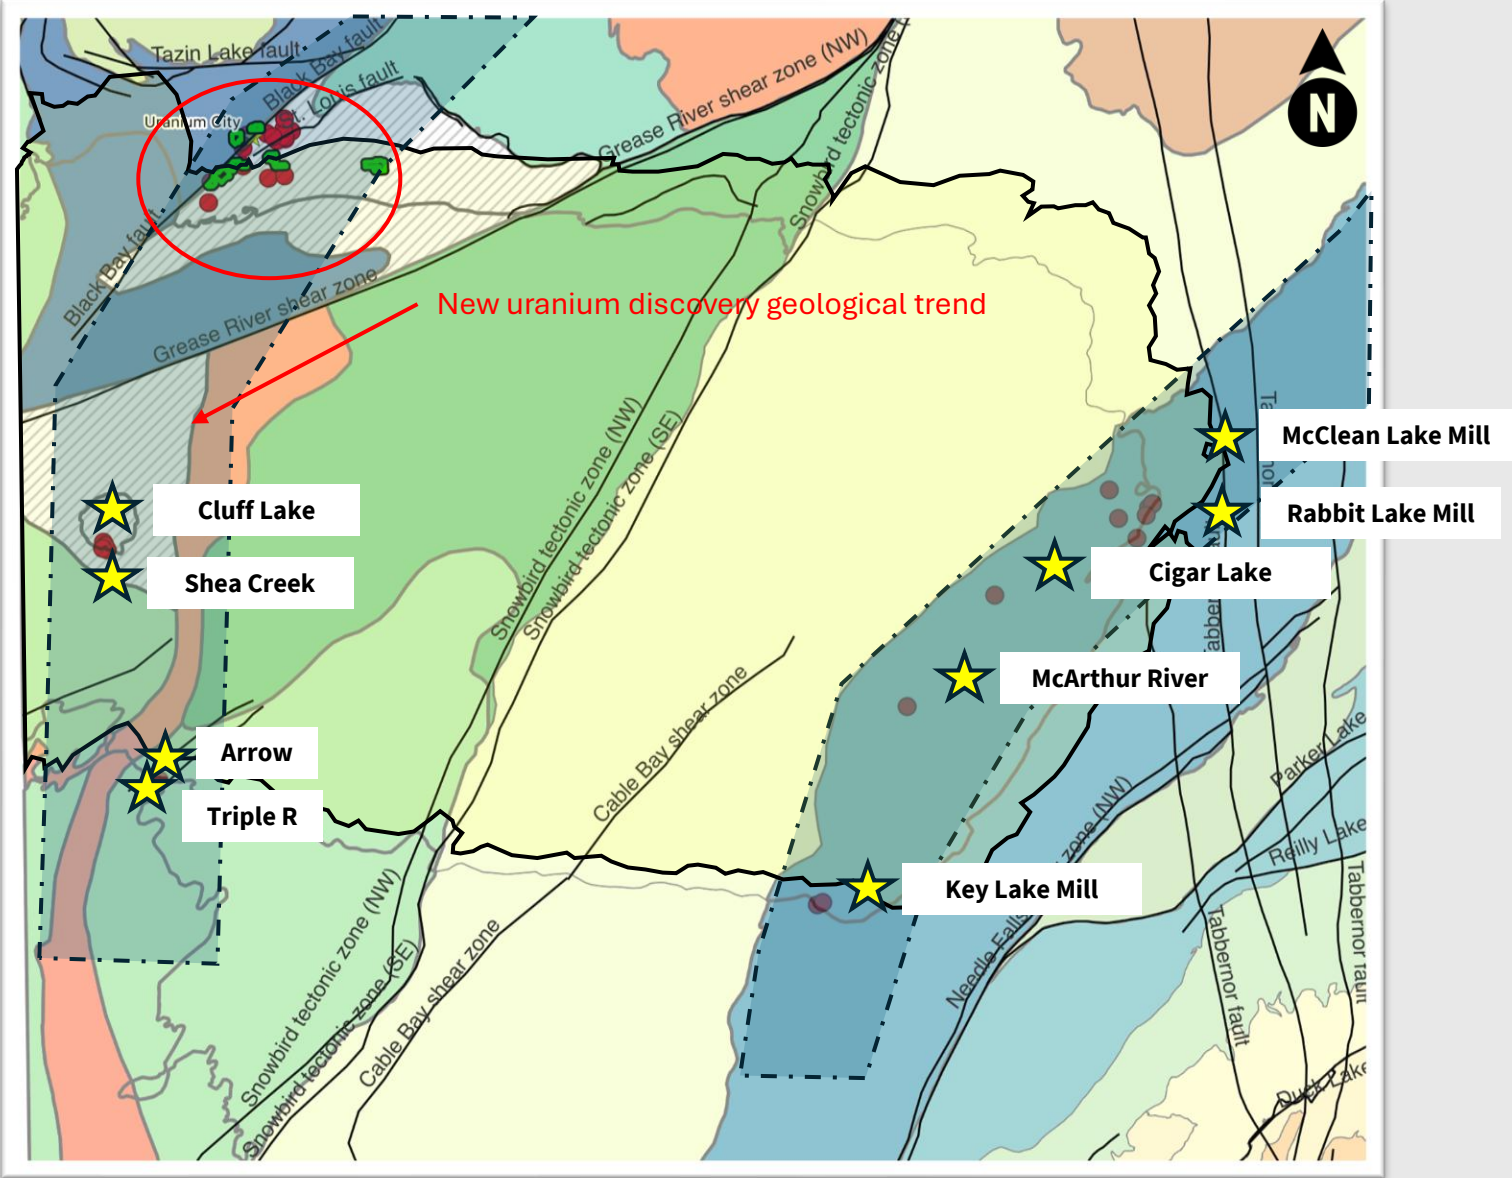 Tazin Lake fault
Black Bay fault
St. Louis fault
Uranium City
Grease River shear zone (NW)
Snowbird tectonic zone
N
Black Bay fau
Grease River shear zone
New uranium discovery geological trend
Snowbird tectonic zone (NW)
Snowbird tectonic zone (SE)
McClean Lake Mill
Cluff Lake
Rabbit Lake Mill
Shea Creek
Cigar Lake
McArthur River
Cable Bay shear zone
Arrow
Triple R
Parker Lake
Reilly Lake
Key Lake Mill
Needle Falls
zone (NW)
Snowbird tectonic zone (NW)
Snowbird tectonic zone (SE)
Cable Bay shear zone
Tabbernor fault
Tabbernor fault
Duck Lake